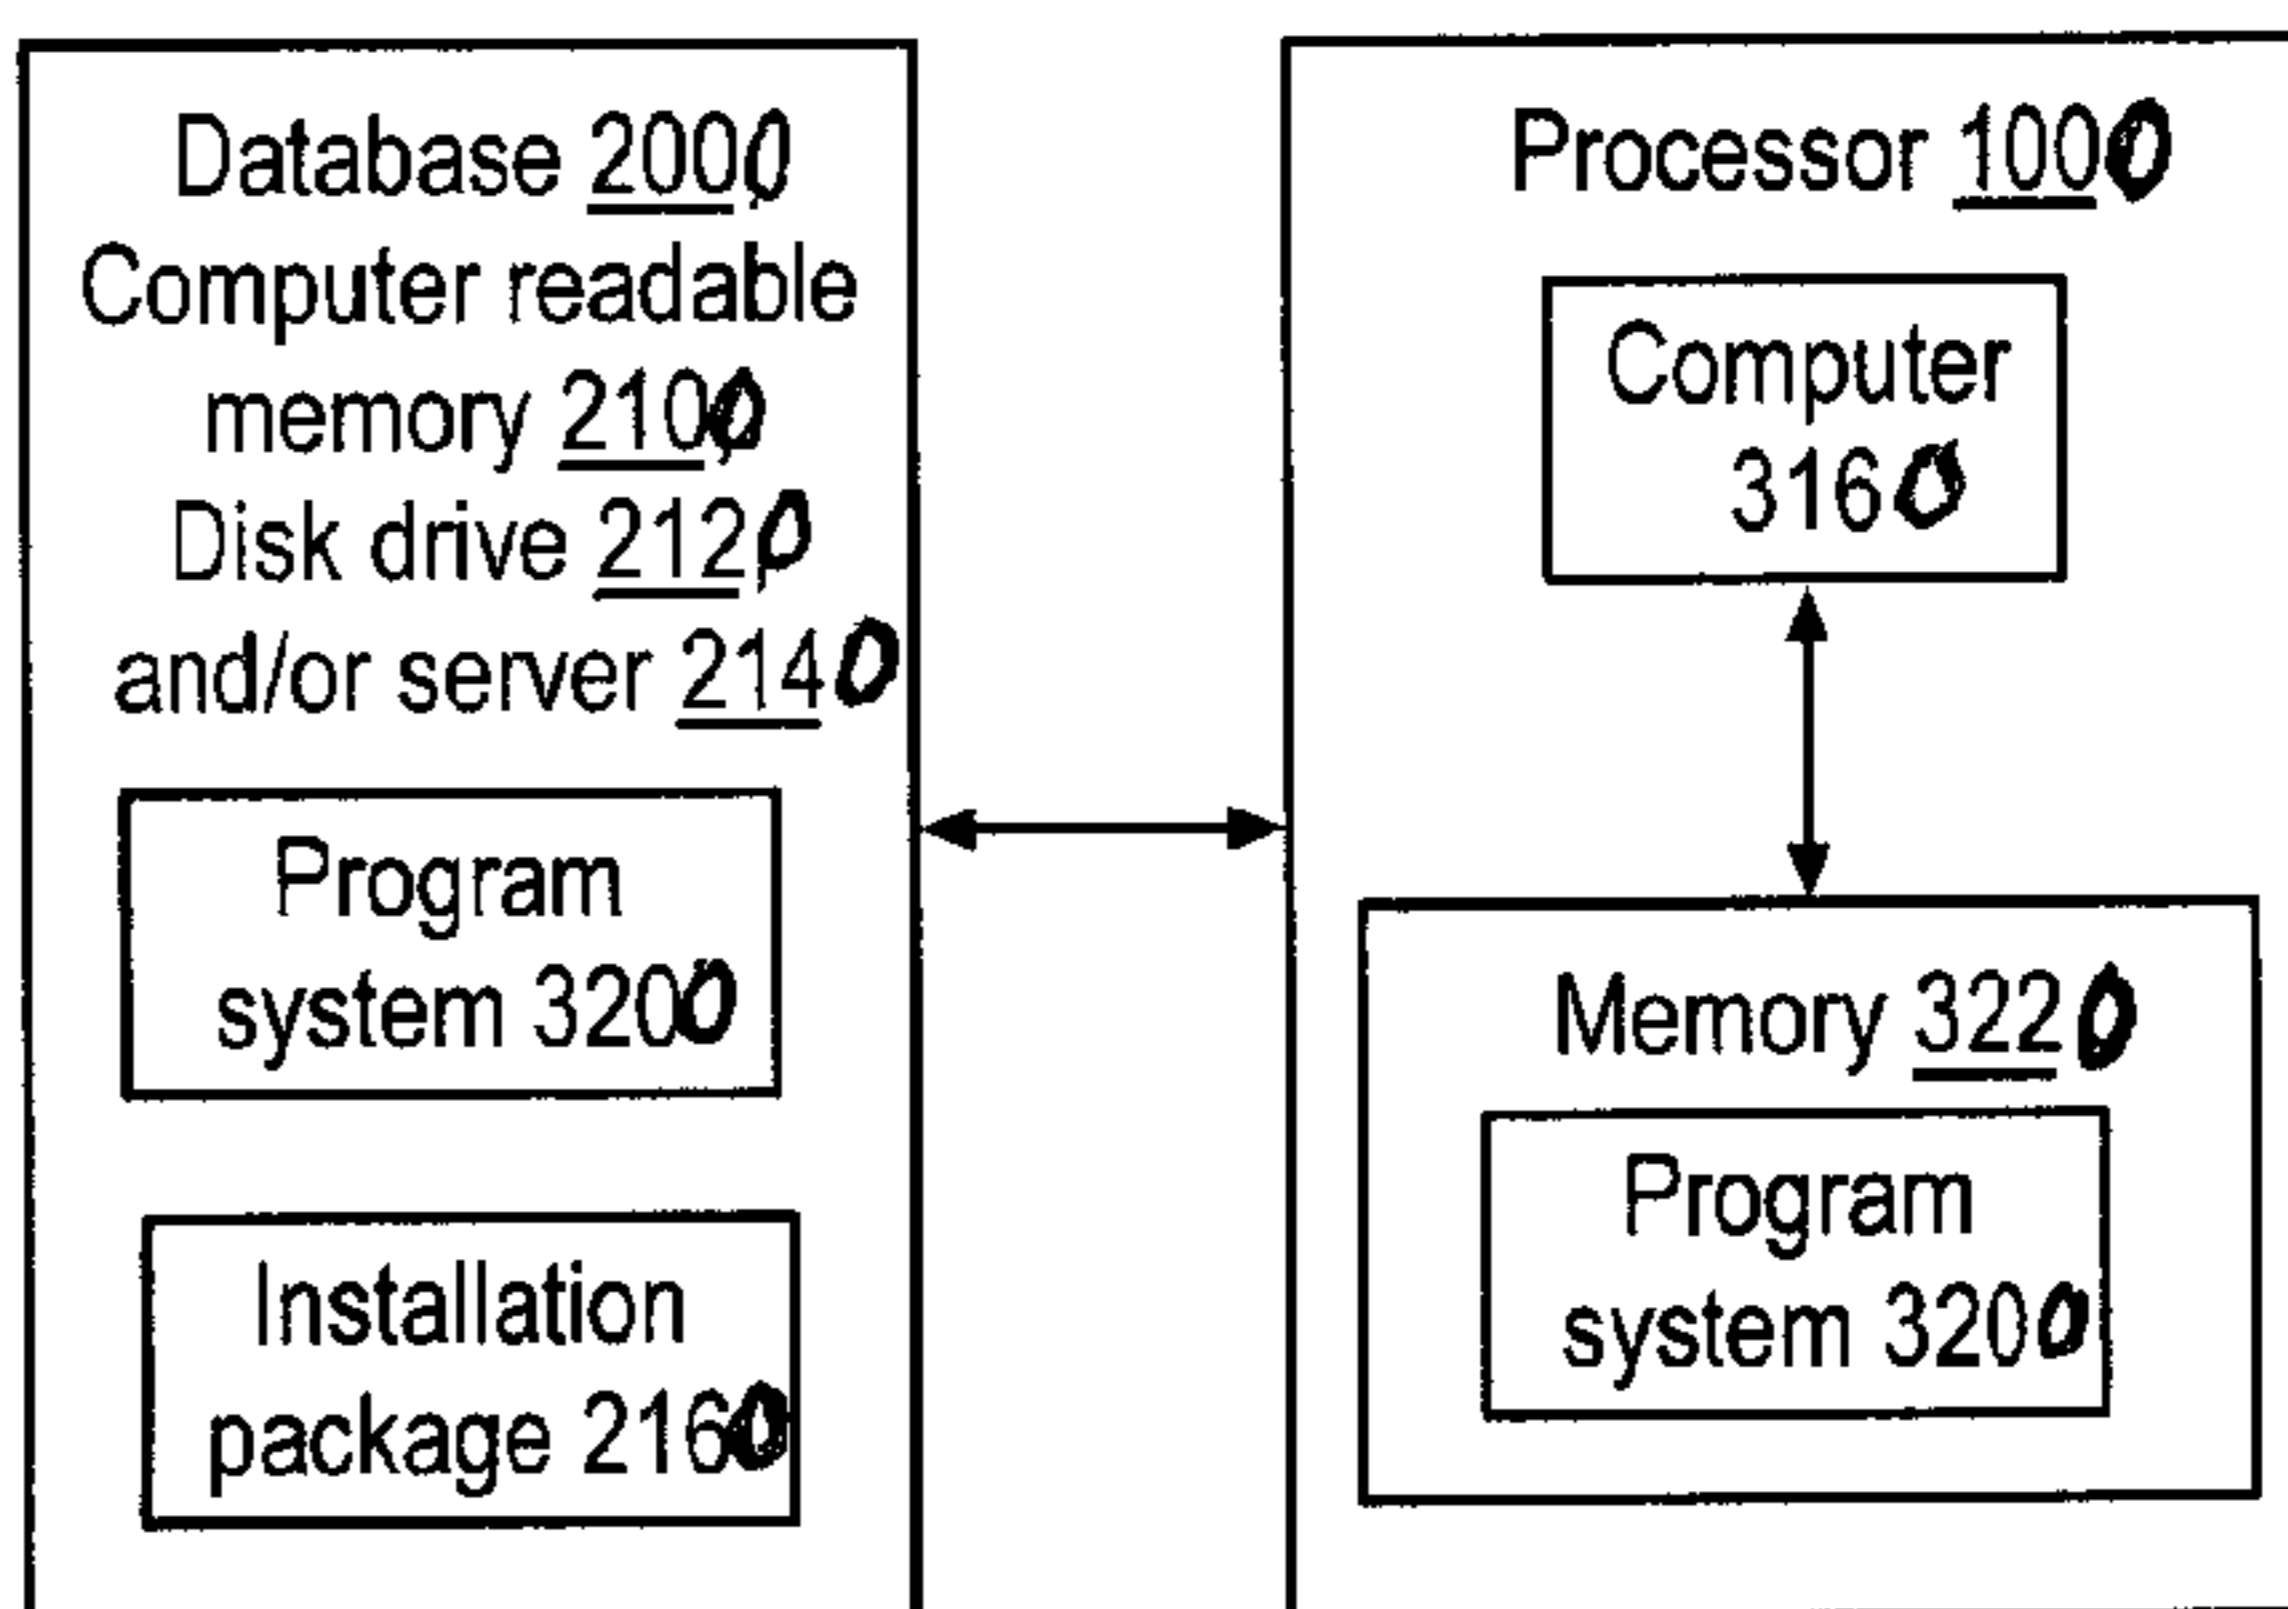 Database 2000
Computer readable
memory 2100
Disk drive 2120
and/or server 2140
Program
system 3200
Installation
package 2160
Processor 1000
Computer
3160
Memory 3220
Program
system 3200